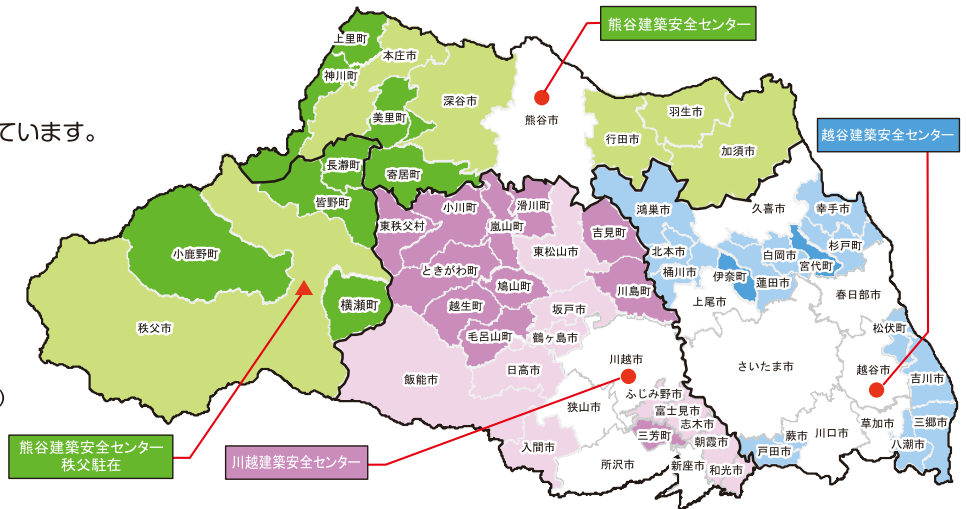 熊谷建築安全センター
上里町
本庄市
神川町
深谷市
美里町
熊谷市
羽生市
行田市
加須市
ています。
越谷建築安全センター
長瀞町
寄居町
皆野町
小川町
滑川町
鴻巣市
久喜市
幸手市
東秩父村
嵐山町
吉見町
小鹿野町
東松山市
北本市
白岡市
杉戸町
ときがわ町
桶川市
伊奈町
宮代町
蓮田市
鳩山町
川島町
横瀬町
越生町
坂戸市
上尾市
春日部市
秩父市
毛呂山町
鶴ヶ島市
松伏町
川越市
さいたま市
越谷市
飯能市
日高市
吉川市
ふじみ野市
狭山市
富士見市
三郷市
志木市
草加市
三芳町
朝霞市
蕨市
川口市
八潮市
入間市
戸田市
所沢市
新座市
和光市
)
熊谷建築安全センター
秩父駐在
川越建築安全センター